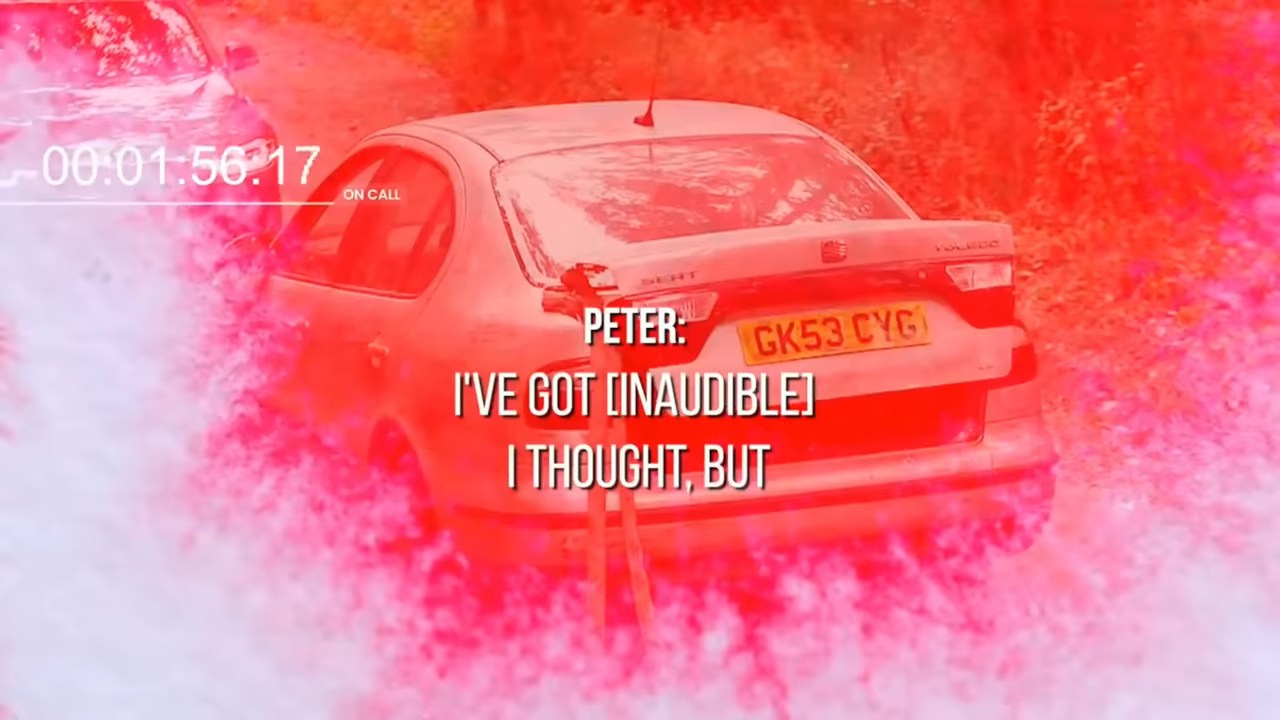 00:01:56.17
ON CALL
SEAT
TOLEDO
GK53 CYG
PETER:
I'VE GOT [INAUDIBLE]
I THOUGHT, BUT